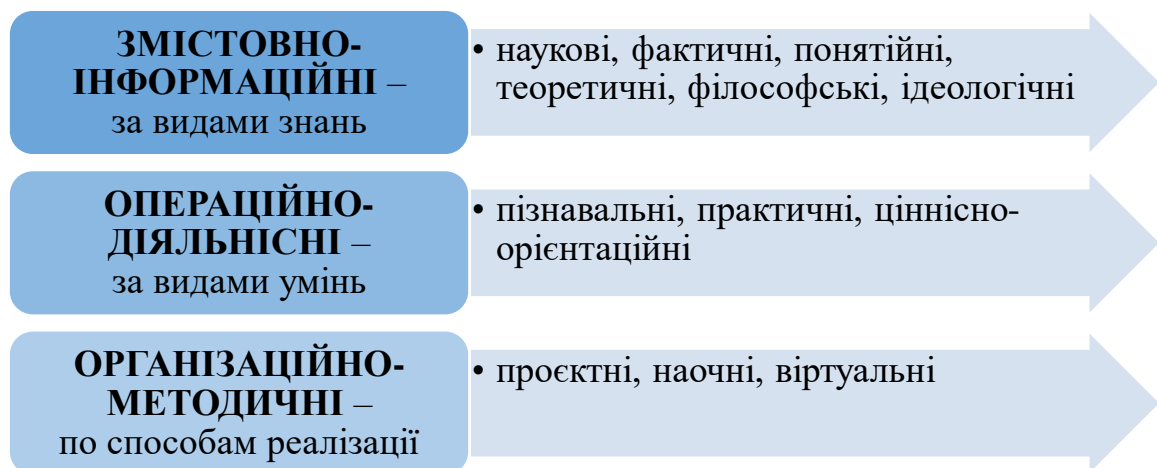 ЗМІСТОВНО-
ІНФОРМАЦІЙНІ –
за видами знань
• наукові, фактичні, понятійні,
теоретичні, філософські, ідеологічні
ОПЕРАЦІЙНО-
ДІЯЛЬНІСНІ –
за видами умінь
• пізнавальні, практичні, ціннісно-
орієнтаційні
ОРГАНІЗАЦІЙНО-
МЕТОДИЧНІ –
по способам реалізації
• проєктні, наочні, віртуальні